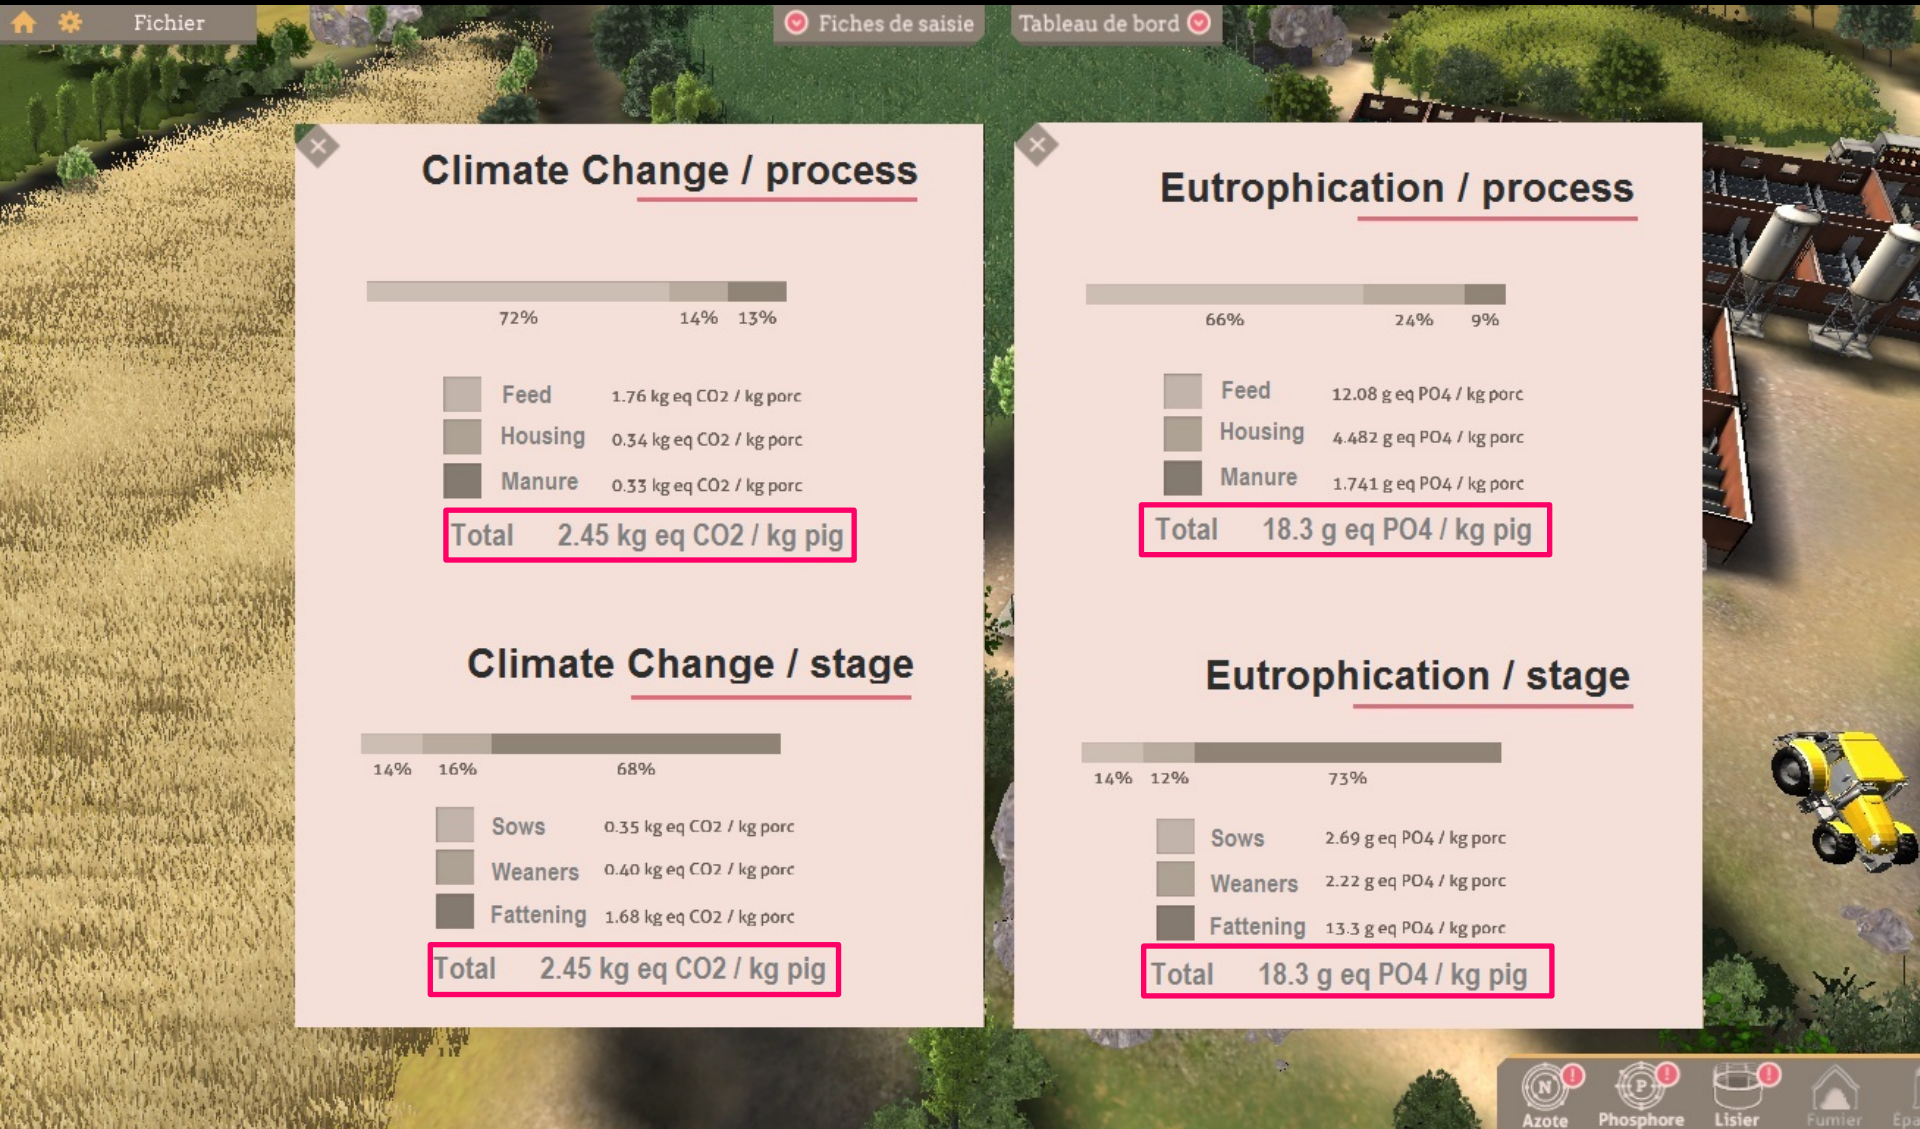 Fichier
Fiches de saisie
Tableau de bord
Climate Change / process
72% 14% 13%
Feed 1.76 kg eq CO2 / kg porc
Housing 0.34 kg eq CO2 / kg porc
Manure 0.33 kg eq CO2 / kg porc
Total 2.45 kg eq CO2 / kg pig
Climate Change / stage
14% 16% 68%
Sows 0.35 kg eq CO2 / kg porc
Weaners 0.40 kg eq CO2 / kg porc
Fattening 1.68 kg eq CO2 / kg porc
Total 2.45 kg eq CO2 / kg pig
Eutrophication / process
66% 24% 9%
Feed 12.08 g eq PO4 / kg porc
Housing 4.482 g eq PO4 / kg porc
Manure 1.741 g eq PO4 / kg porc
Total 18.3 g eq PO4 / kg pig
Eutrophication / stage
14% 12% 73%
Sows 2.69 g eq PO4 / kg porc
Weaners 2.22 g eq PO4 / kg porc
Fattening 13.3 g eq PO4 / kg porc
Total 18.3 g eq PO4 / kg pig
N ! P ! !
Azote Phosphore Lisier Fumier